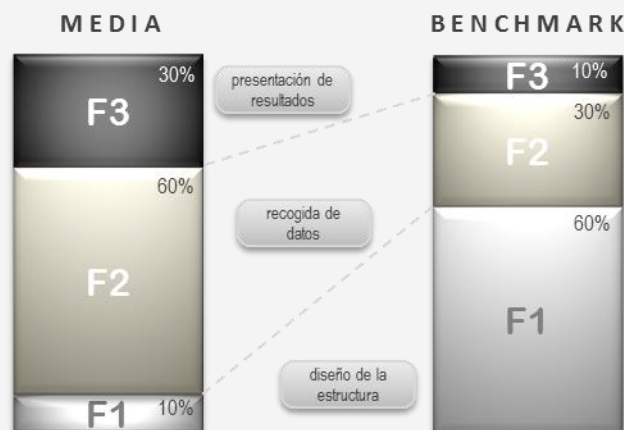 MEDIA
BENCHMARK
30%
F3
presentación de
resultados
F3
10%
30%
F2
60%
recogida de
datos
60%
F2
F1
diseño de la
estructura
F1
10%